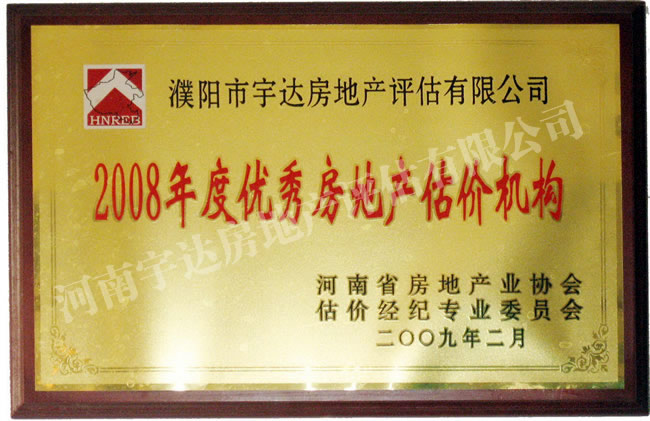 HNREB
濮阳市宇达房地产评估有限公司
2008年度优秀房地产估价机构
河南省房地产业协会
估价经纪专业委员会
二〇〇九年二月
河南宇达房地产评估有限公司